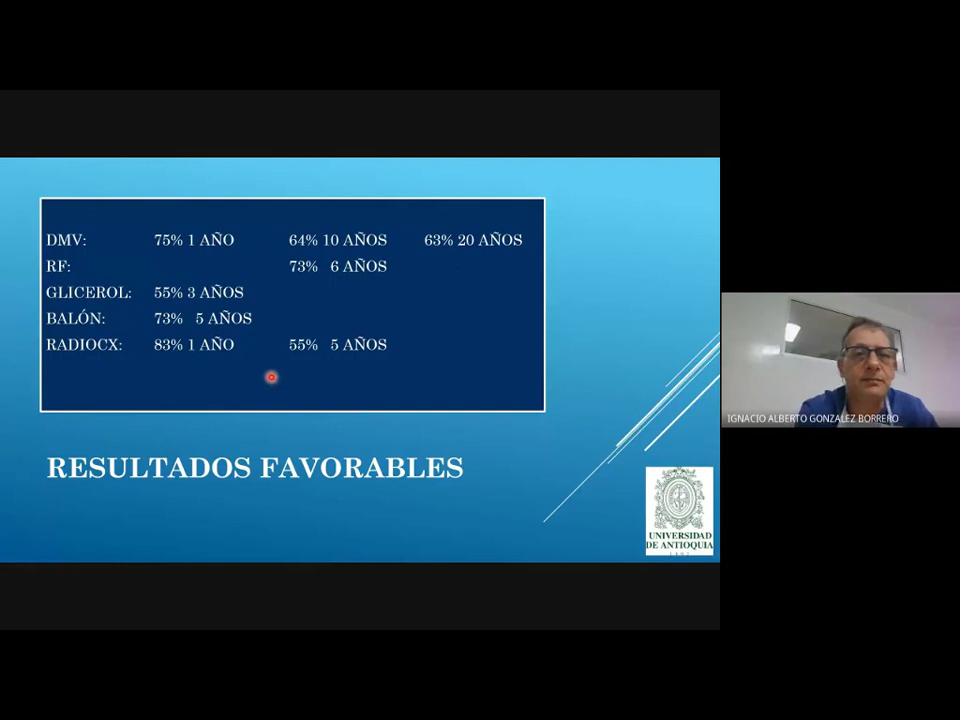 DMV: 75% 1 AÑO 64% 10 AÑOS 63% 20 AÑOS
RF: 73% 6 AÑOS
GLICEROL: 55% 3 AÑOS
BALÓN: 73% 5 AÑOS
RADIOCX: 83% 1 AÑO 55% 5 AÑOS
RESULTADOS FAVORABLES
UNIVERSIDAD
DE ANTIOQUIA
IGNACIO ALBERTO GONZALEZ BORRERO